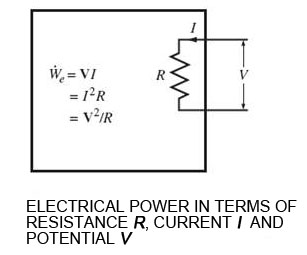 I
Ẇe = VI
= I²R
= V²/R
R
V
ELECTRICAL POWER IN TERMS OF
RESISTANCE R, CURRENT I AND
POTENTIAL V